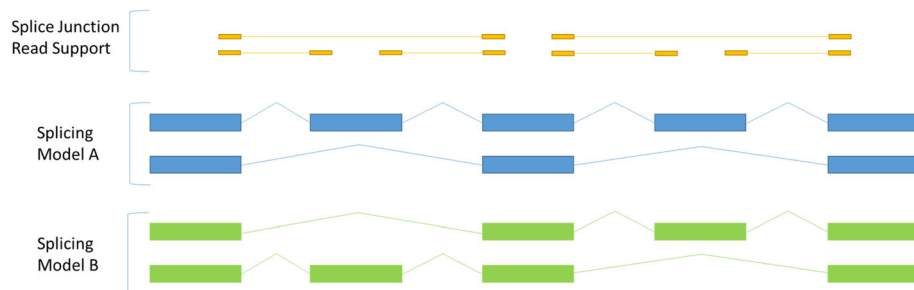 Splice Junction
Read Support
Splicing
Model A
Splicing
Model B